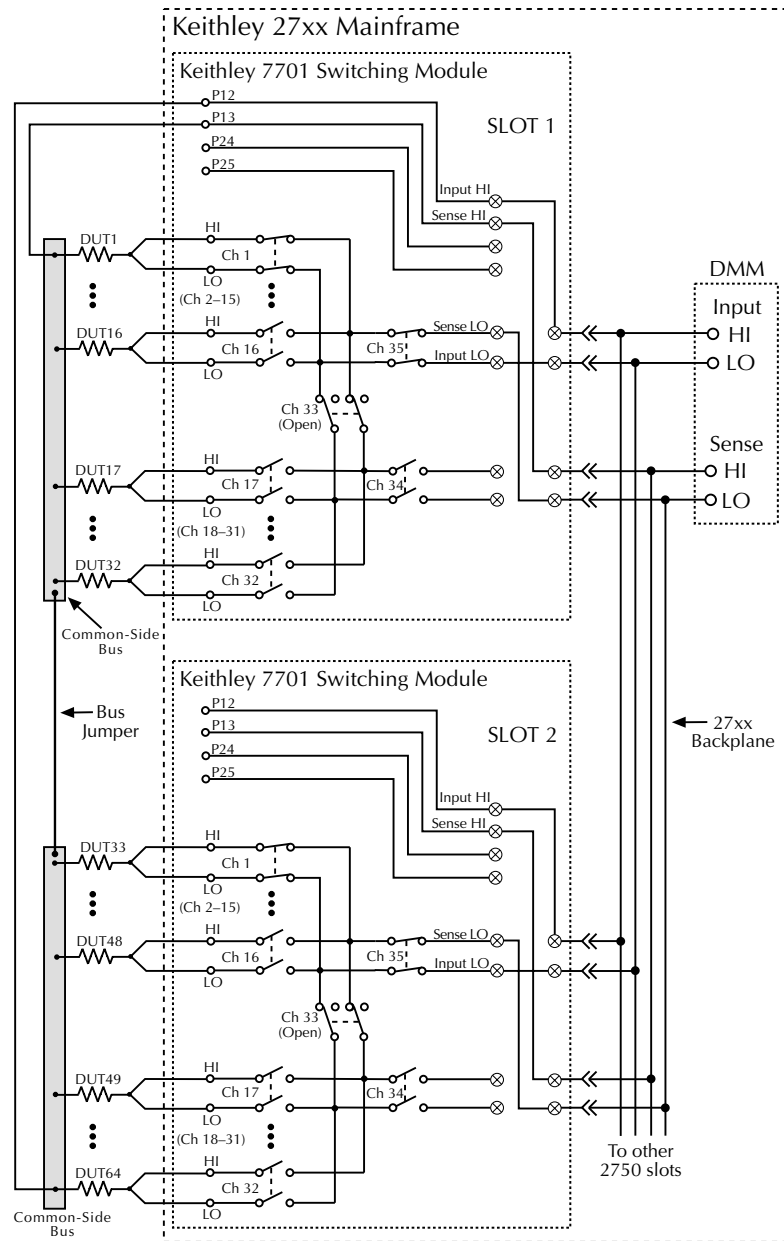 Keithley 27xx Mainframe
Keithley 7701 Switching Module
P12
P13
SLOT 1
P24
P25
Input HI
Sense HI
DUT1
HI
Ch 1
LO
(Ch 2–15)
DMM
Input
HI
LO
DUT16
HI
Ch 16
LO
Ch 35
Sense LO
Input LO
Ch 33
(Open)
Sense
HI
LO
DUT17
HI
Ch 17
LO
Ch 34
(Ch 18–31)
DUT32
HI
Ch 32
LO
Common-Side
Bus
Bus
Jumper
27xx
Backplane
Keithley 7701 Switching Module
P12
P13
SLOT 2
P24
P25
Input HI
Sense HI
DUT33
HI
Ch 1
LO
(Ch 2–15)
DUT48
HI
Ch 16
LO
Ch 35
Sense LO
Input LO
Ch 33
(Open)
DUT49
HI
Ch 17
LO
Ch 34
(Ch 18–31)
DUT64
HI
Ch 32
LO
To other
2750 slots
Common-Side
Bus